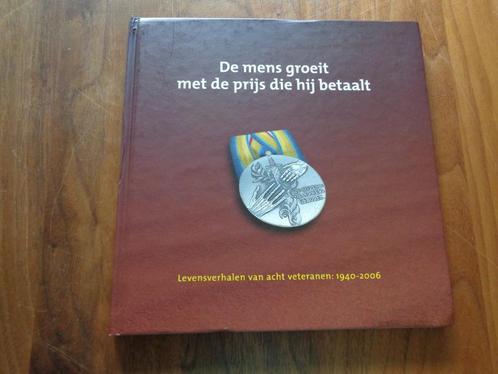 De mens groeit
met de prijs die hij betaalt
Levensverhalen van acht veteranen: 1940-2006